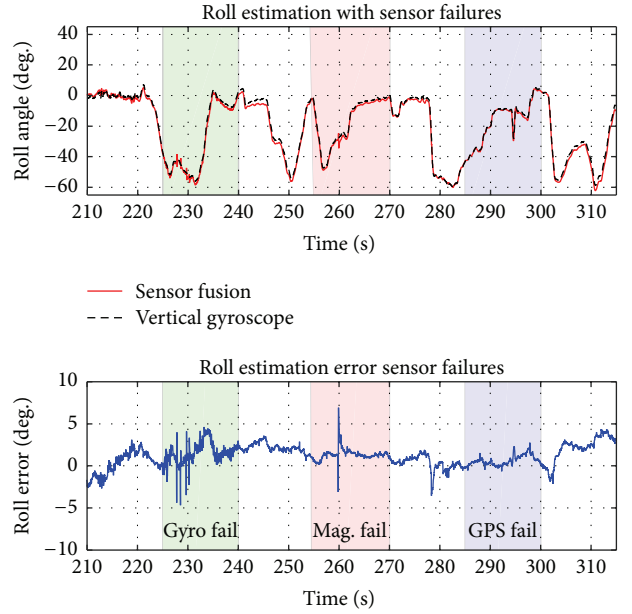 Roll estimation with sensor failures
Roll angle (deg.)
40
20
0
−20
−40
−60
210 220 230 240 250 260 270 280 290 300 310
Time (s)
Sensor fusion
Vertical gyroscope
Roll estimation error sensor failures
Roll error (deg.)
10
5
0
−5
−10
Gyro fail Mag. fail GPS fail
210 220 230 240 250 260 270 280 290 300 310
Time (s)